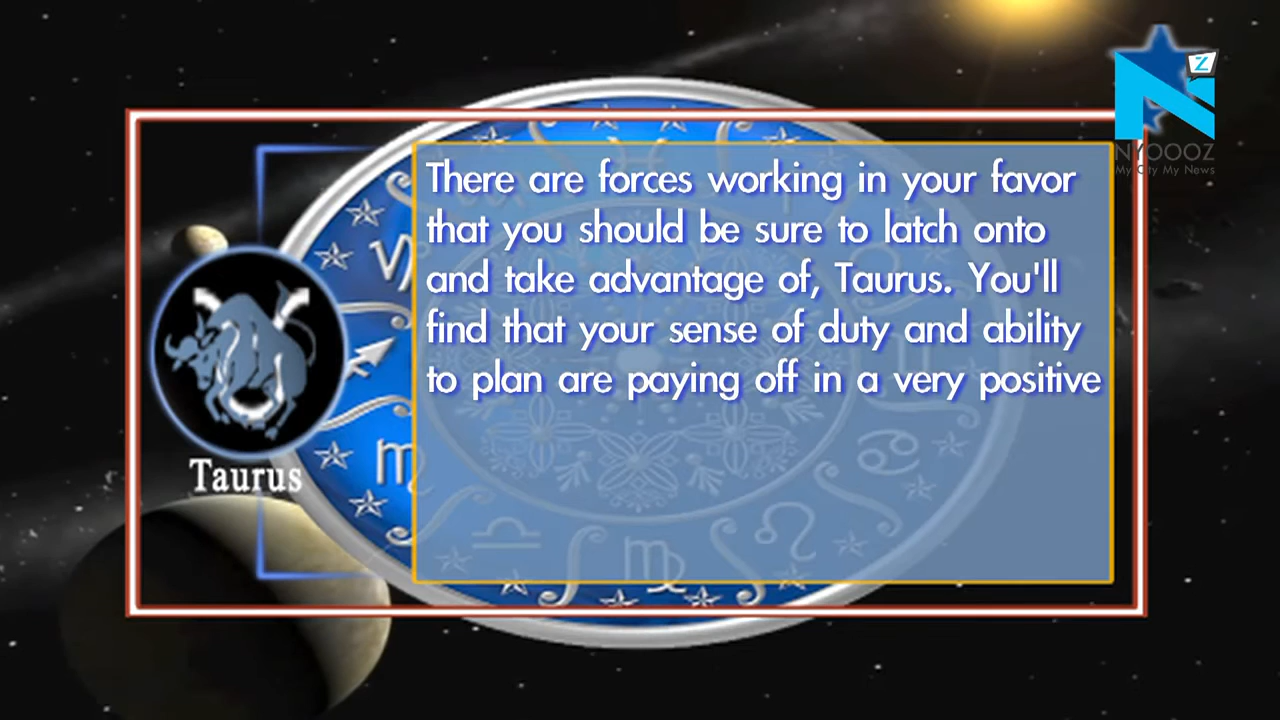 Z
NYOOOZ
My City My News
There are forces working in your favor
that you should be sure to latch onto
and take advantage of, Taurus. You'll
find that your sense of duty and ability
to plan are paying off in a very positive
Taurus